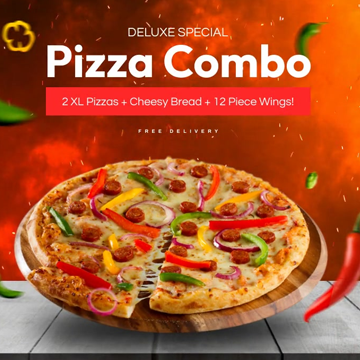 DELUXE SPECIAL
Pizza Combo
2 XL Pizzas + Cheesy Bread + 12 Piece Wings!
FREE DELIVERY